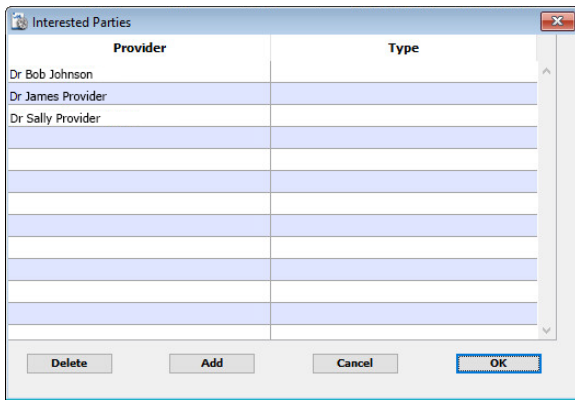 Interested Parties
Provider Type
Dr Bob Johnson
Dr James Provider
Dr Sally Provider
Delete Add Cancel OK